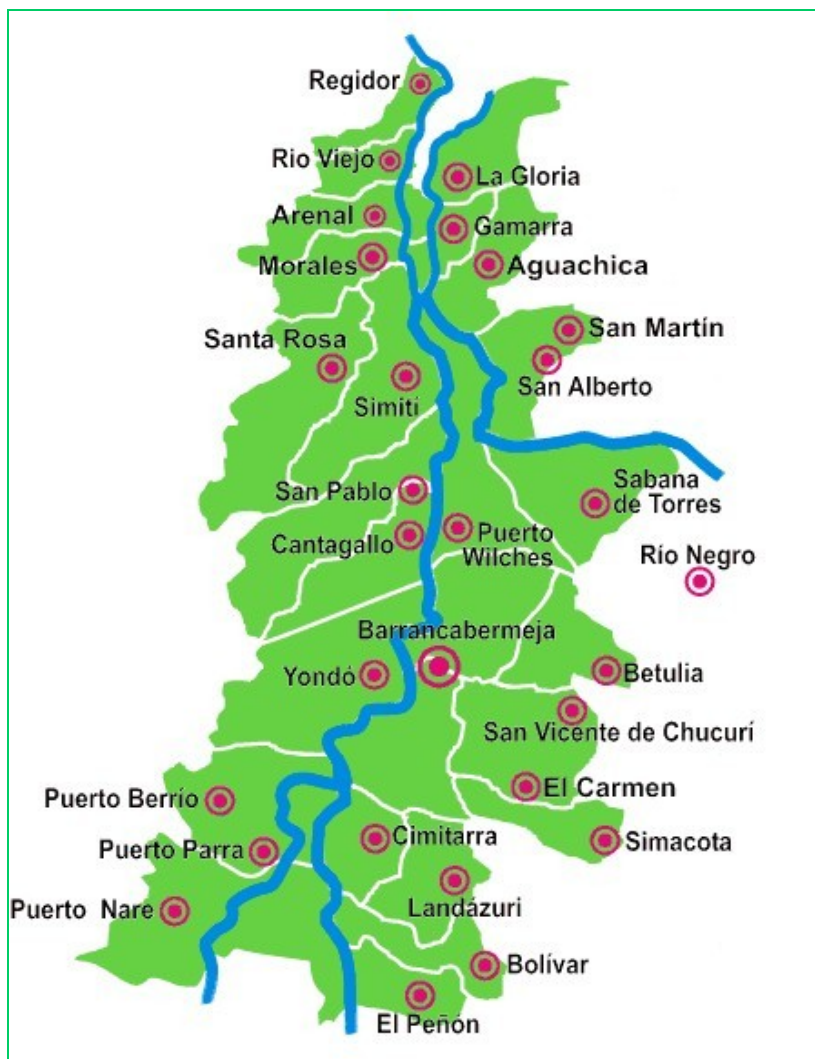 Regidor
Rio Viejo
La Gloria
Arenal
Gamarra
Morales
Aguachica
San Martín
Santa Rosa
San Alberto
Simití
San Pablo
Sabana
de Torres
Cantagallo
Puerto
Wilches
Río Negro
Barrancabermeja
Yondó
Betulia
San Vicente de Chucurí
El Carmen
Puerto Berrío
Cimitarra
Simacota
Puerto Parra
Landázuri
Puerto Nare
Bolívar
El Peñón